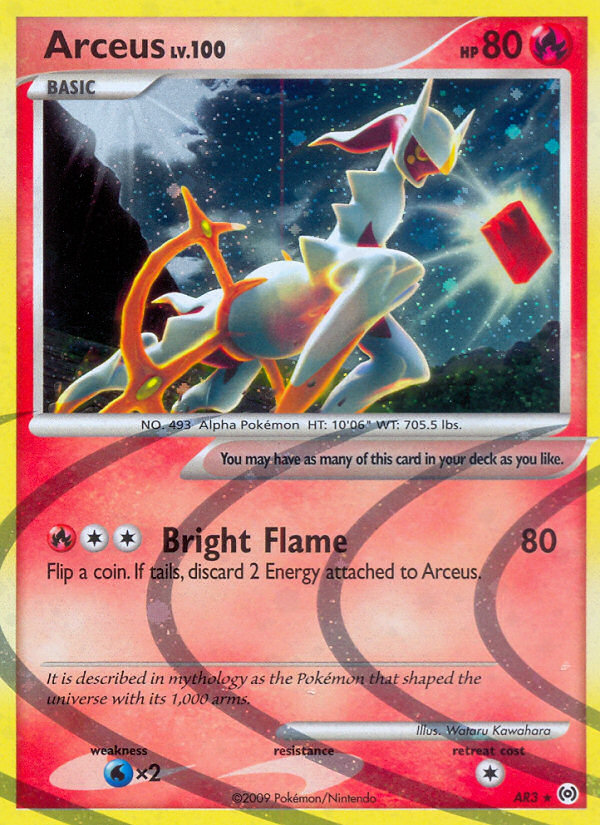 Arceus LV.100
HP 80
BASIC
NO. 493 Alpha Pokémon HT: 10'06" WT: 705.5 lbs.
You may have as many of this card in your deck as you like.
Bright Flame 80
Flip a coin. If tails, discard 2 Energy attached to Arceus.
It is described in mythology as the Pokémon that shaped the
universe with its 1,000 arms.
Illus. Wataru Kawahara
weakness resistance retreat cost
×2
©2009 Pokémon/Nintendo AR3 ★